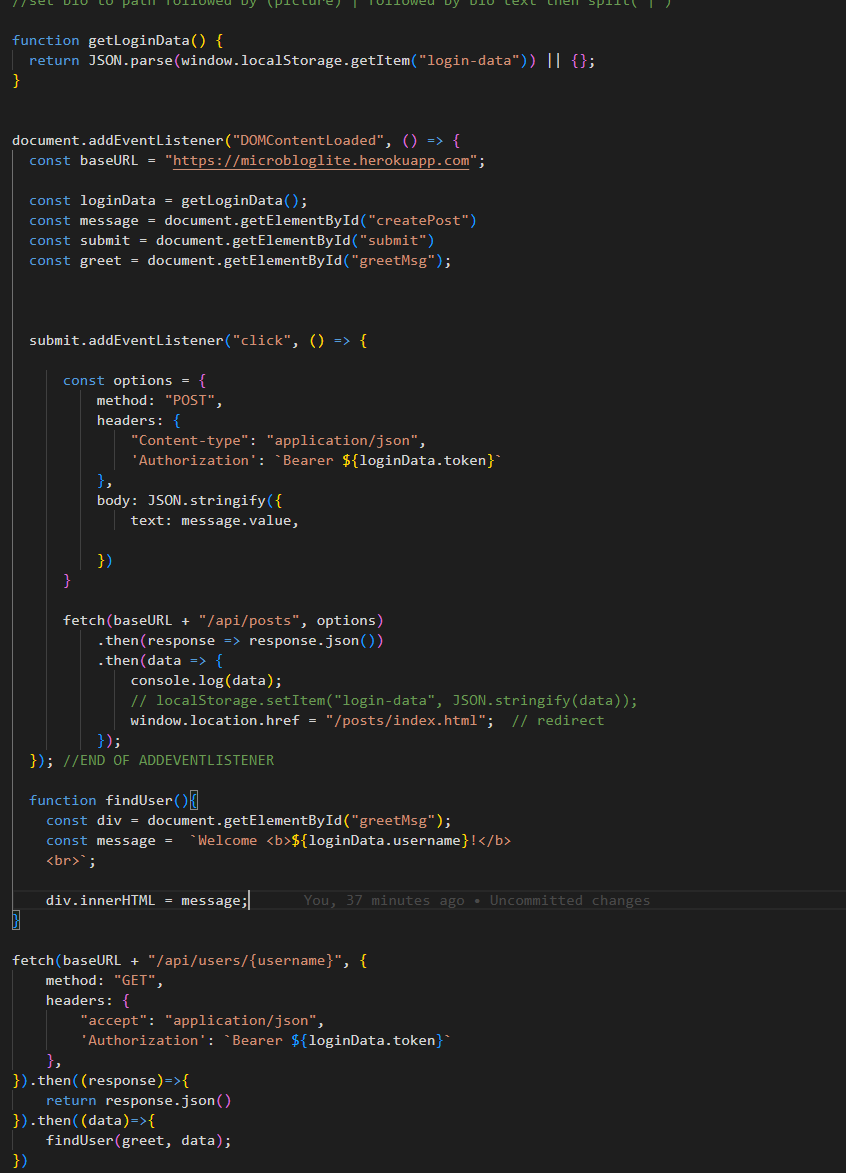 //set bio to path followed by (picture) | followed by bio text then split('|')
function getLoginData() {
  return JSON.parse(window.localStorage.getItem("login-data")) || {};
}
document.addEventListener("DOMContentLoaded", () => {
  const baseURL = "https://microbloglite.herokuapp.com";
  const loginData = getLoginData();
  const message = document.getElementById("createPost")
  const submit = document.getElementById("submit")
  const greet = document.getElementById("greetMsg");
  submit.addEventListener("click", () => {
      const options = {
          method: "POST",
          headers: {
              "Content-type": "application/json",
              'Authorization': `Bearer ${loginData.token}`
          },
          body: JSON.stringify({
              text: message.value,
          })
      }
      fetch(baseURL + "/api/posts", options)
          .then(response => response.json())
          .then(data => {
              console.log(data);
              // localStorage.setItem("login-data", JSON.stringify(data));
              window.location.href = "/posts/index.html";  // redirect
          });
  }); //END OF ADDEVENTLISTENER
  function findUser(){
    const div = document.getElementById("greetMsg");
    const message =  `Welcome <b>${loginData.username}!</b>
    <br>`;
    div.innerHTML = message; You, 37 minutes ago • Uncommitted changes
}
fetch(baseURL + "/api/users/{username}", {
    method: "GET",
    headers: {
        "accept": "application/json",
        'Authorization': `Bearer ${loginData.token}`
    },
}).then((response)=>{
    return response.json()
}).then((data)=>{
    findUser(greet, data);
})